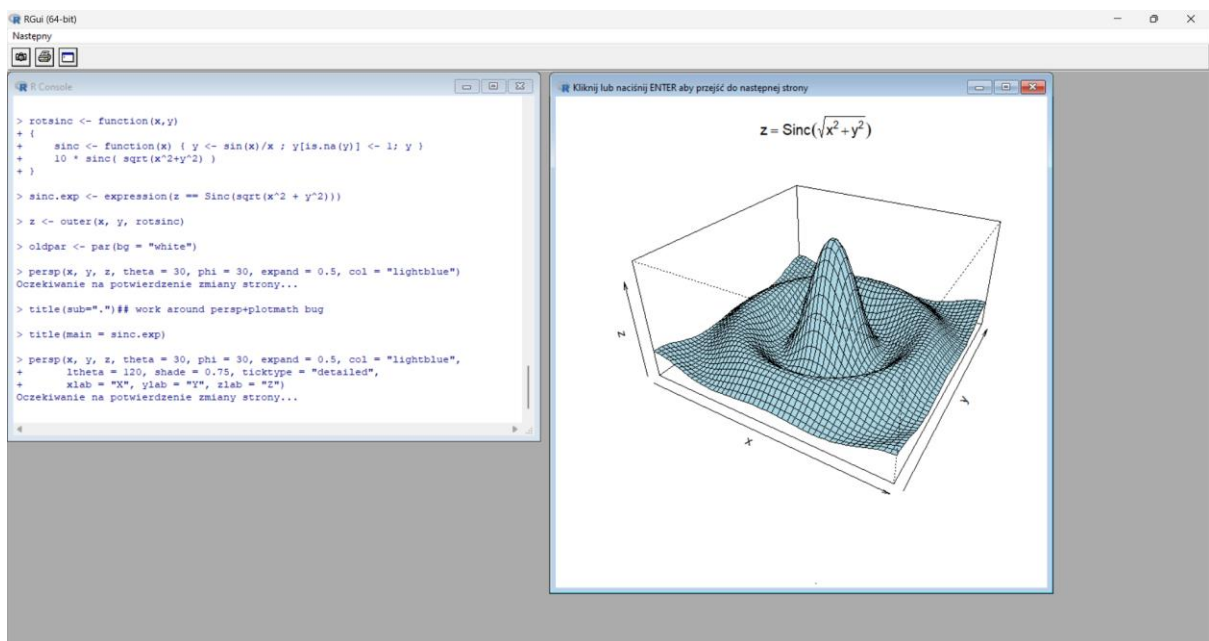 RGui (64-bit)
Następny
R Console
> rotsinc <- function(x,y)
+ {
+     sinc <- function(x) { y <- sin(x)/x ; y[is.na(y)] <- 1; y }
+     10 * sinc( sqrt(x^2+y^2) )
+ }
> sinc.exp <- expression(z == Sinc(sqrt(x^2 + y^2)))
> z <- outer(x, y, rotsinc)
> oldpar <- par(bg = "white")
> persp(x, y, z, theta = 30, phi = 30, expand = 0.5, col = "lightblue")
Oczekiwanie na potwierdzenie zmiany strony...
> title(sub=".")## work around persp+plotmath bug
> title(main = sinc.exp)
> persp(x, y, z, theta = 30, phi = 30, expand = 0.5, col = "lightblue",
+       ltheta = 120, shade = 0.75, ticktype = "detailed",
+       xlab = "X", ylab = "Y", zlab = "Z")
Oczekiwanie na potwierdzenie zmiany strony...
Kliknij lub naciśnij ENTER aby przejść do następnej strony
z = Sinc(√x²+y²)
z
x
y
.